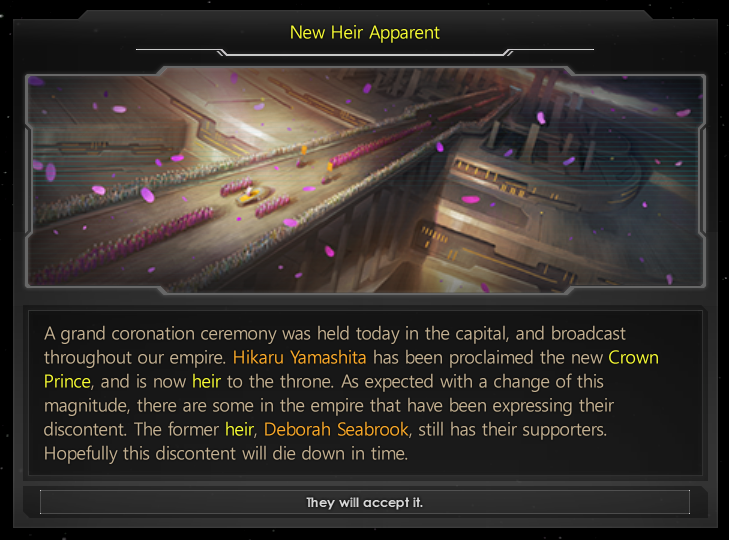 New Heir Apparent
A grand coronation ceremony was held today in the capital, and broadcast
throughout our empire. Hikaru Yamashita has been proclaimed the new Crown
Prince, and is now heir to the throne. As expected with a change of this
magnitude, there are some in the empire that have been expressing their
discontent. The former heir, Deborah Seabrook, still has their supporters.
Hopefully this discontent will die down in time.
They will accept it.